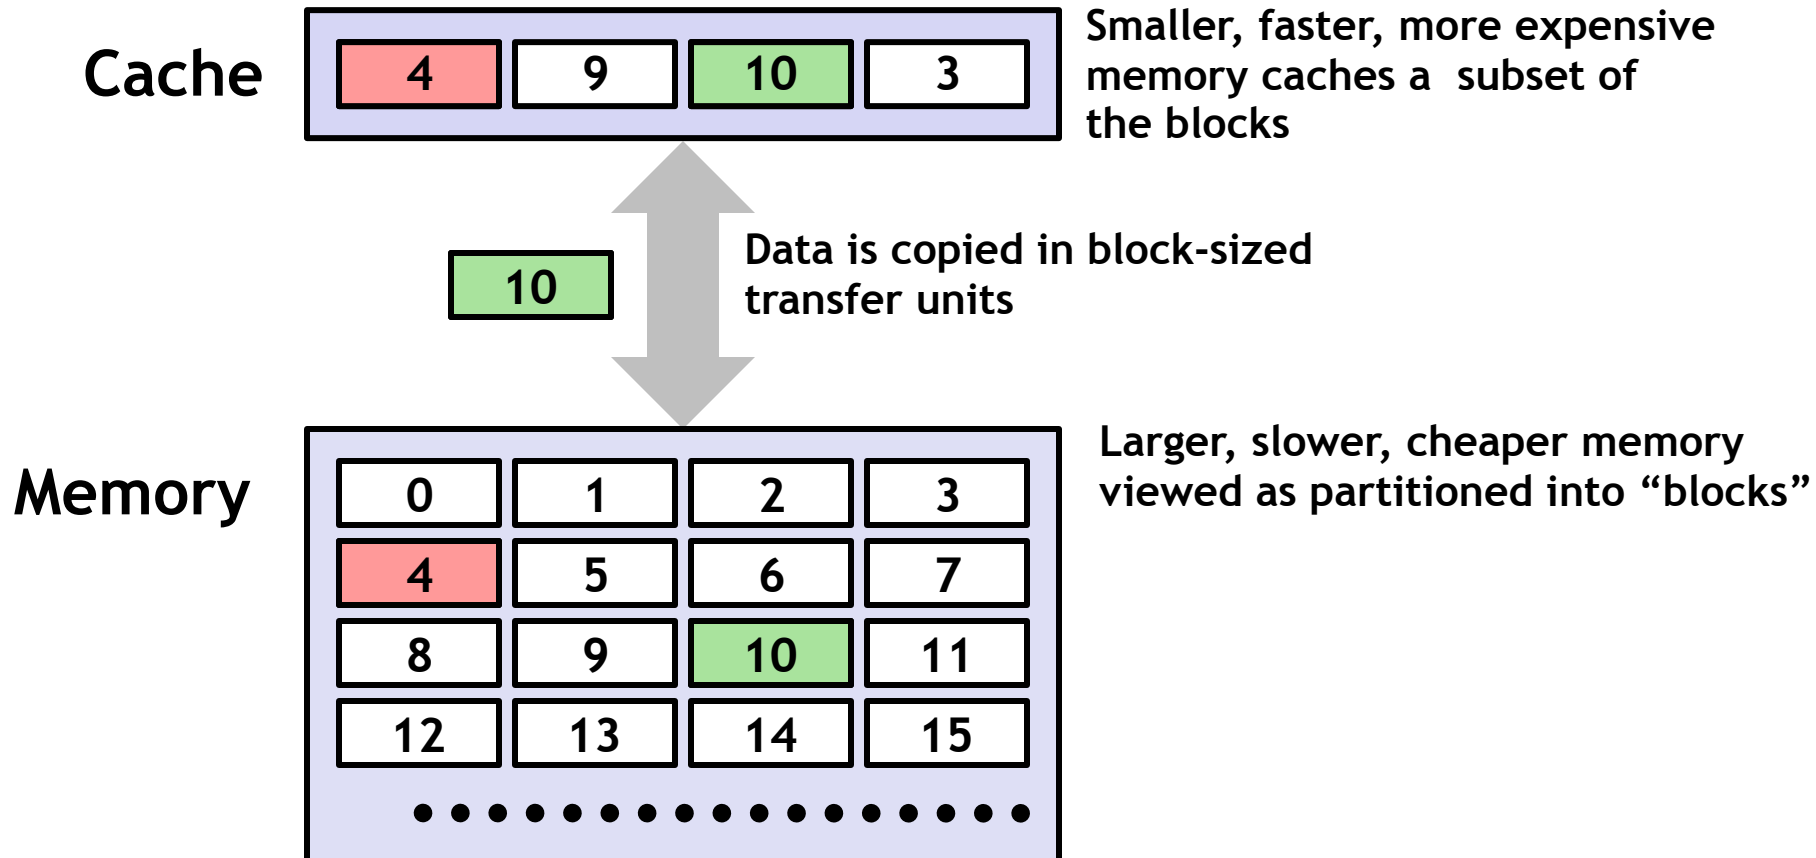 Cache
4 9 10 3
Smaller, faster, more expensive
memory caches a  subset of
the blocks
10
Data is copied in block-sized
transfer units
Memory
0 1 2 3
4 5 6 7
8 9 10 11
12 13 14 15
Larger, slower, cheaper memory
viewed as partitioned into “blocks”